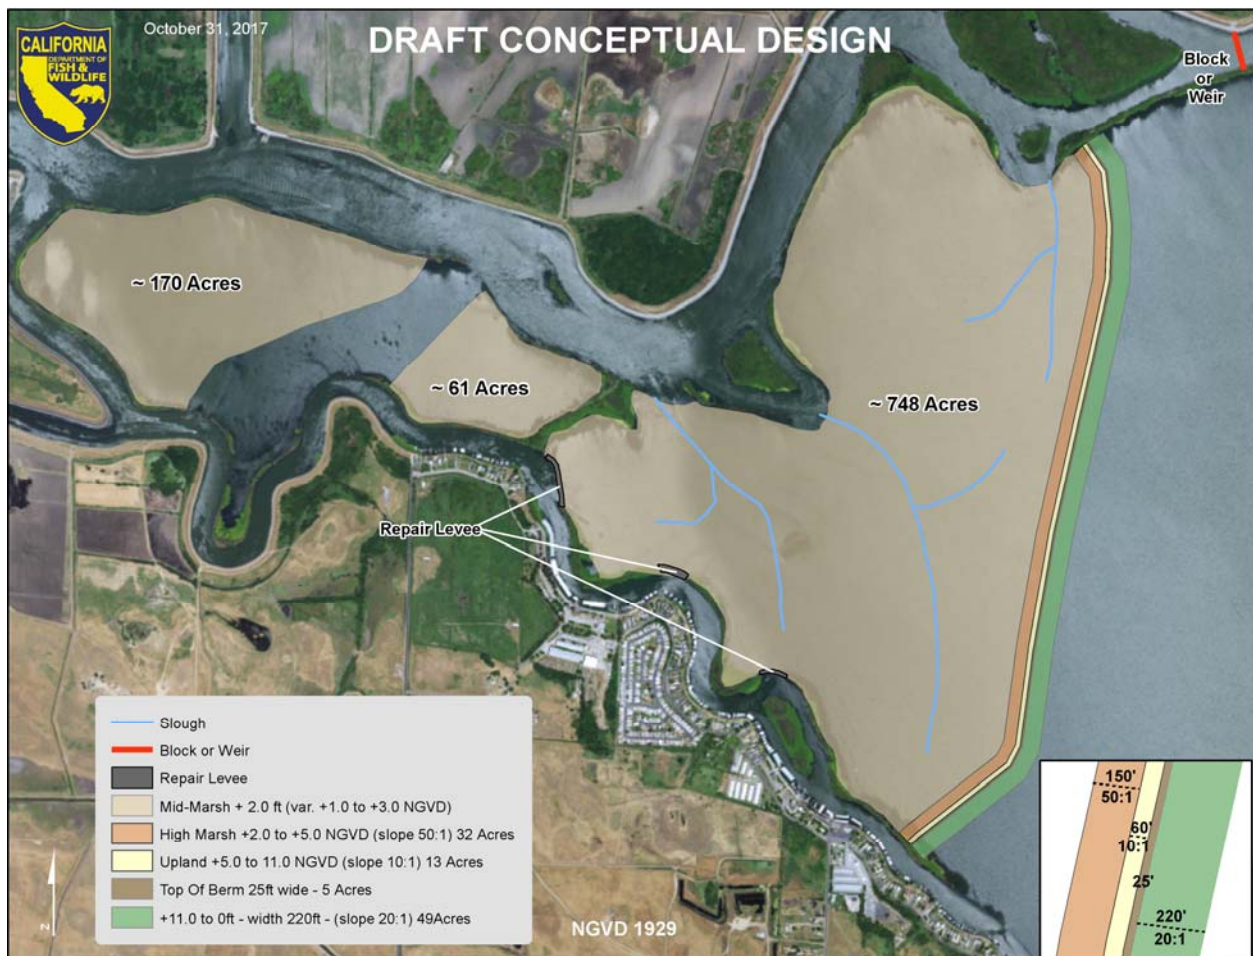 October 31, 2017
DRAFT CONCEPTUAL DESIGN
CALIFORNIA
DEPARTMENT OF
FISH &
WILDLIFE
Block
or
Weir
~ 170 Acres
~ 61 Acres
~ 748 Acres
Repair Levee
Slough
Block or Weir
Repair Levee
Mid-Marsh + 2.0 ft (var. +1.0 to +3.0 NGVD)
High Marsh +2.0 to +5.0 NGVD (slope 50:1) 32 Acres
Upland +5.0 to 11.0 NGVD (slope 10:1) 13 Acres
Top Of Berm 25ft wide - 5 Acres
+11.0 to 0ft - width 220ft - (slope 20:1) 49Acres
N
NGVD 1929
150'
50:1
60'
10:1
25'
220'
20:1